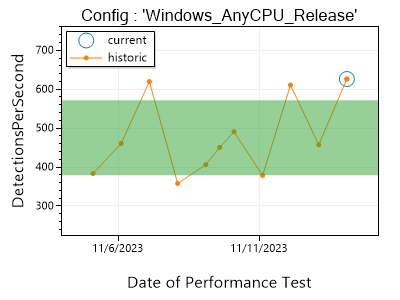 Config : 'Windows_AnyCPU_Release'
current
historic
DetectionsPerSecond
700
600
500
400
300
11/6/2023
11/11/2023
Date of Performance Test